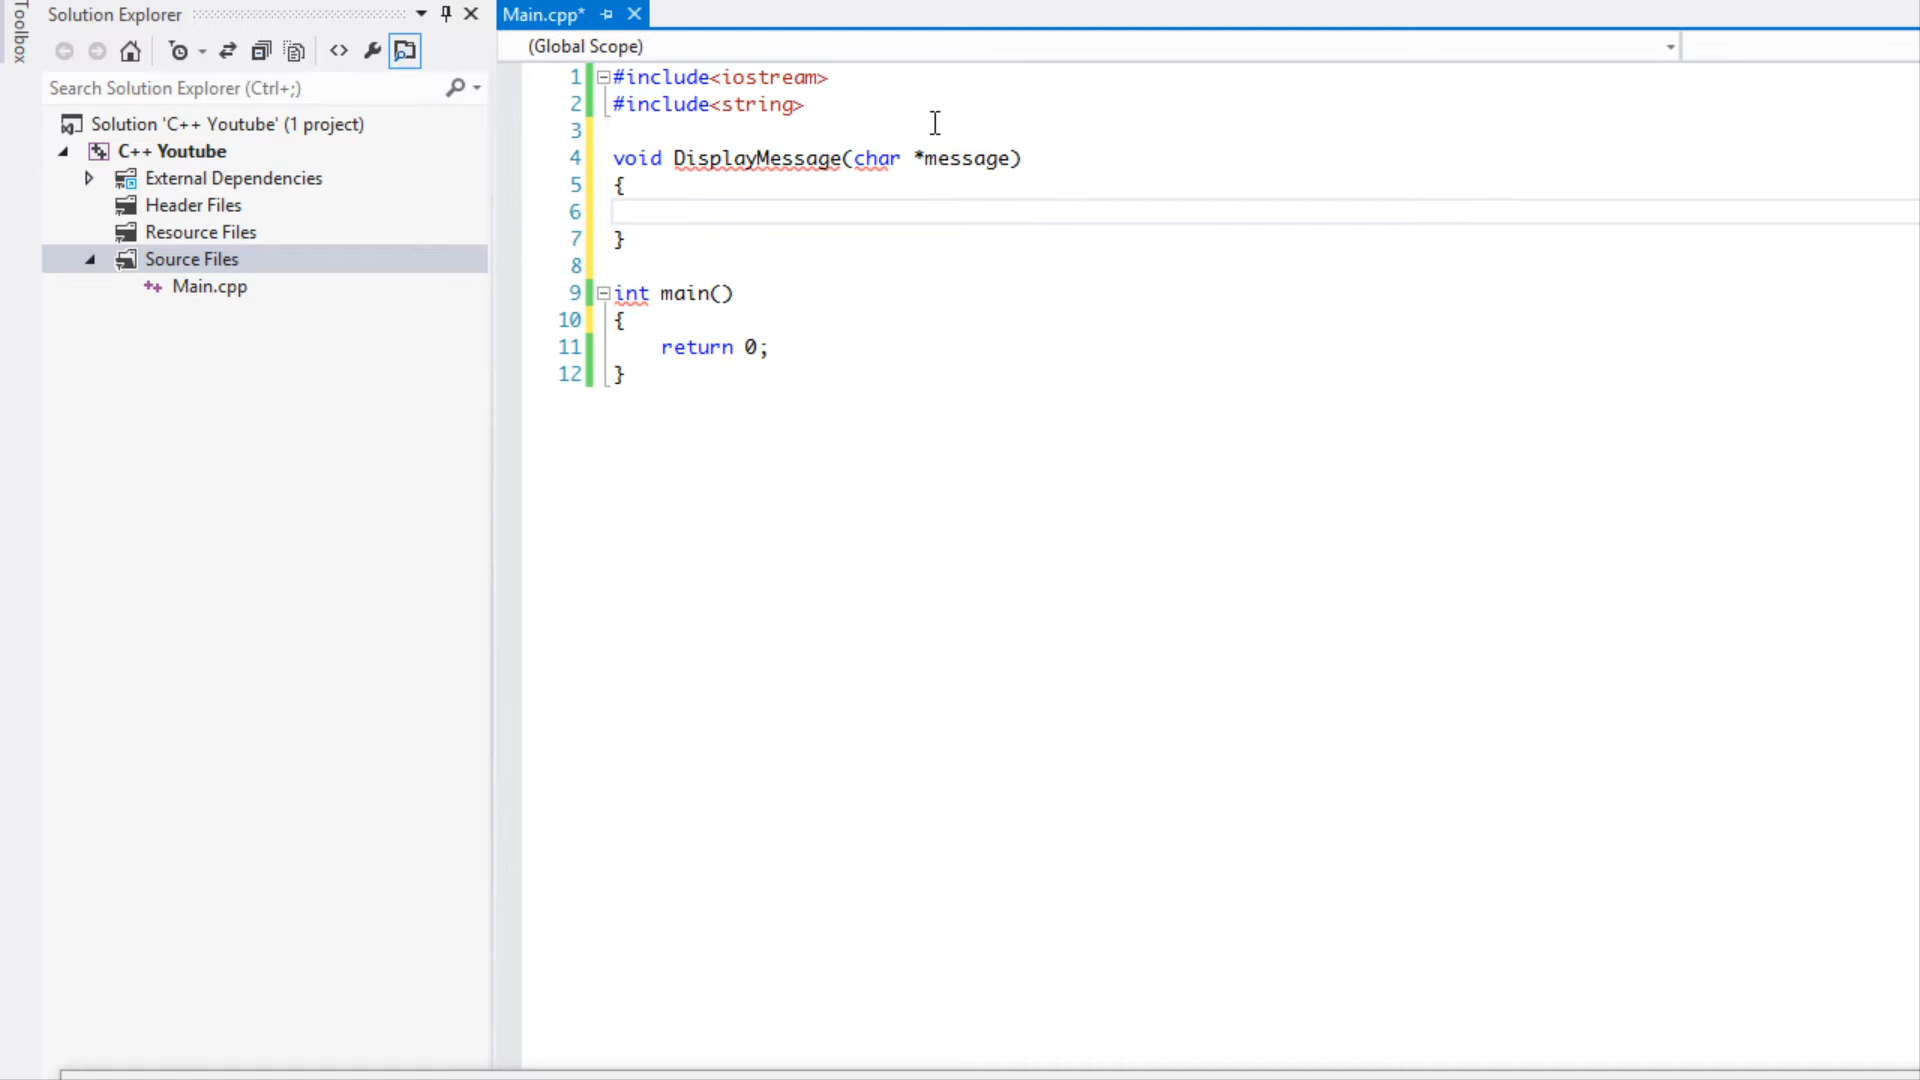 Toolbox
Solution Explorer
Search Solution Explorer (Ctrl+;)
Solution 'C++ Youtube' (1 project)
C++ Youtube
External Dependencies
Header Files
Resource Files
Source Files
Main.cpp
Main.cpp*
(Global Scope)
1 #include<iostream>
2 #include<string>
3
4 void DisplayMessage(char *message)
5 {
6
7 }
8
9 int main()
10 {
11 return 0;
12 }